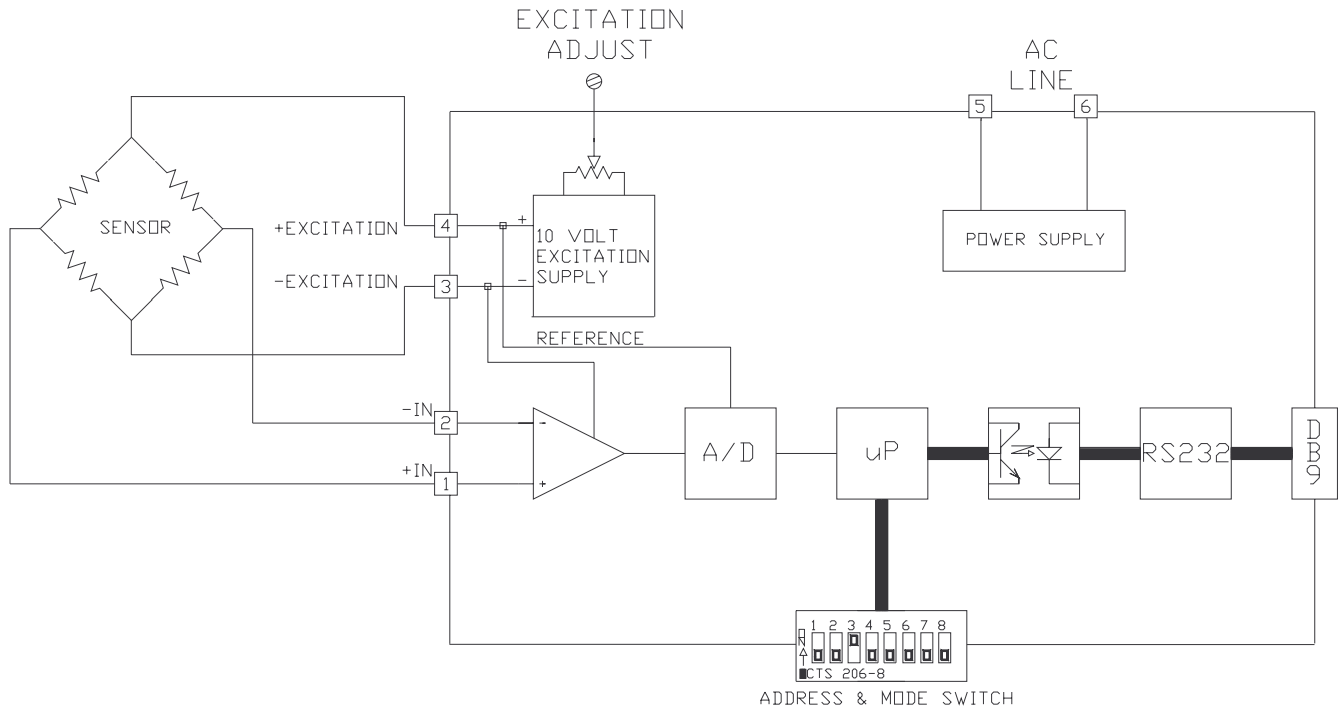 EXCITATION
ADJUST
AC
LINE
5
6
SENSOR
+EXCITATION
4
+
10 VOLT
EXCITATION
SUPPLY
POWER SUPPLY
-EXCITATION
3
-
REFERENCE
-IN
2
-
+IN
1
+
A/D
uP
RS232
DB9
1 2 3 4 5 6 7 8
ON
CTS 206-8
ADDRESS & MODE SWITCH